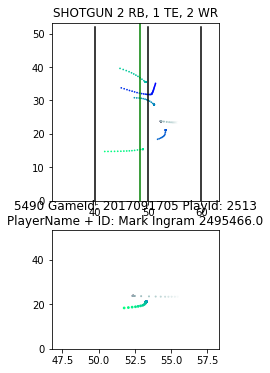 SHOTGUN 2 RB, 1 TE, 2 WR
50
40
30
20
10
0
40 50 60
5490 GameId: 2017091705 PlayId: 2513
PlayerName + ID: Mark Ingram 2495466.0
40
20
0
47.5 50.0 52.5 55.0 57.5